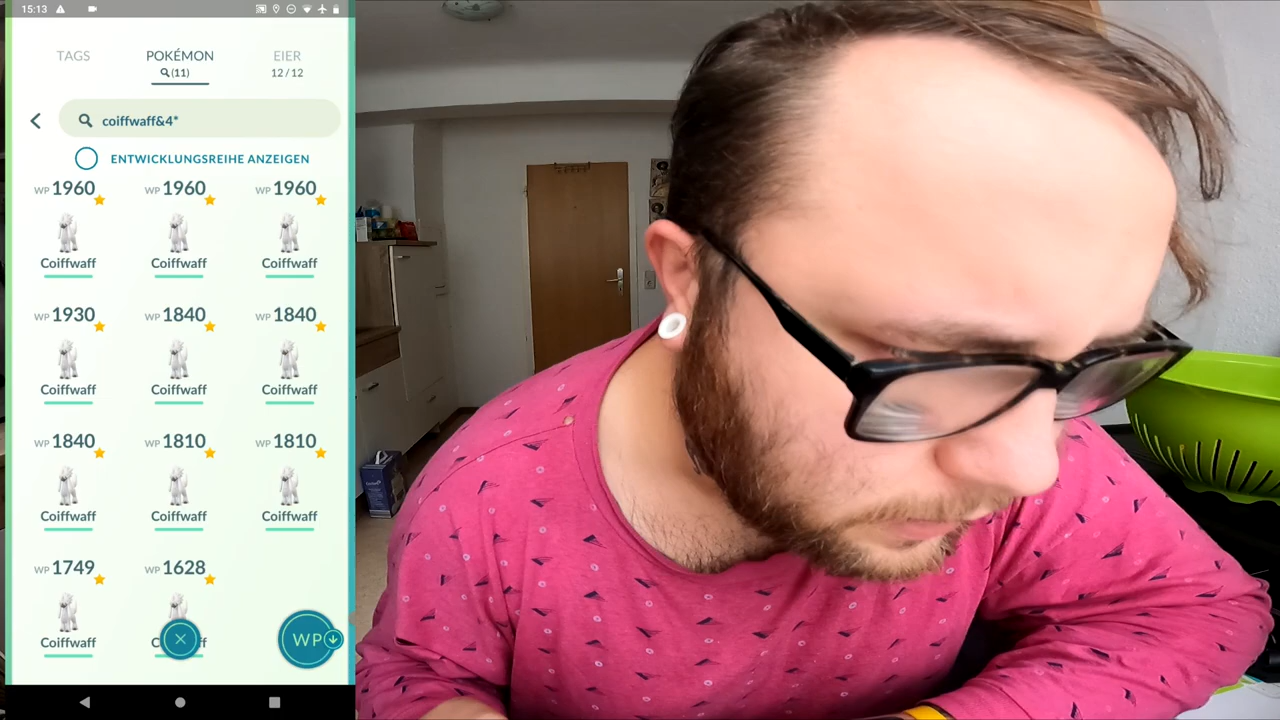 15:13
TAGS POKÉMON EIER
(11) 12 / 12
coiffwaff&4*
ENTWICKLUNGSREIHE ANZEIGEN
WP 1960 WP 1960 WP 1960
Coiffwaff Coiffwaff Coiffwaff
WP 1930 WP 1840 WP 1840
Coiffwaff Coiffwaff Coiffwaff
WP 1840 WP 1810 WP 1810
Coiffwaff Coiffwaff Coiffwaff
WP 1749 WP 1628
Coiffwaff
WP